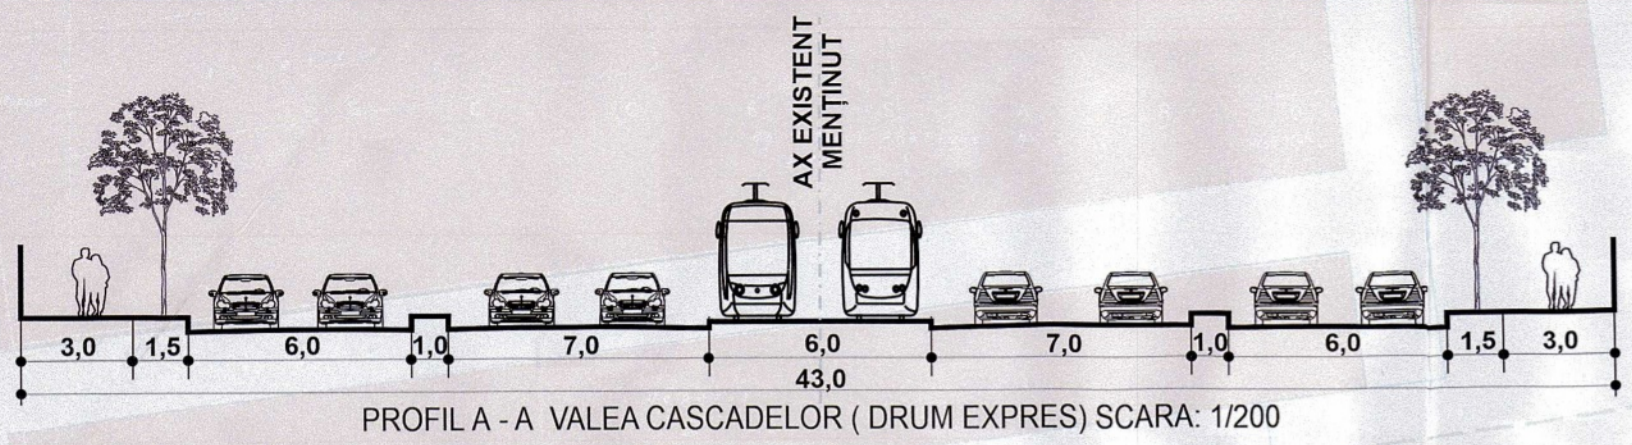 AX EXISTENT
MENȚINUT
3,0 1,5 6,0 1,0 7,0 6,0 7,0 1,0 6,0 1,5 3,0
43,0
PROFIL A - A VALEA CASCADELOR ( DRUM EXPRES) SCARA: 1/200